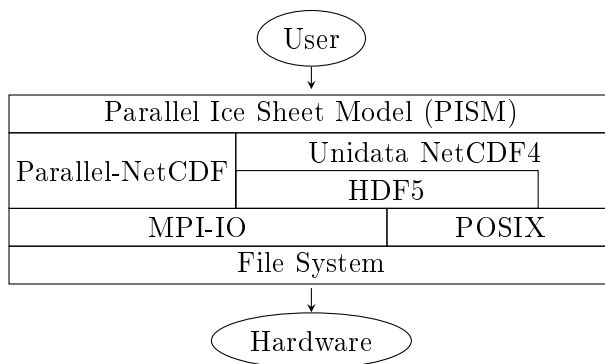 User
Parallel Ice Sheet Model (PISM)
Unidata NetCDF4
Parallel-NetCDF
HDF5
MPI-IO POSIX
File System
Hardware